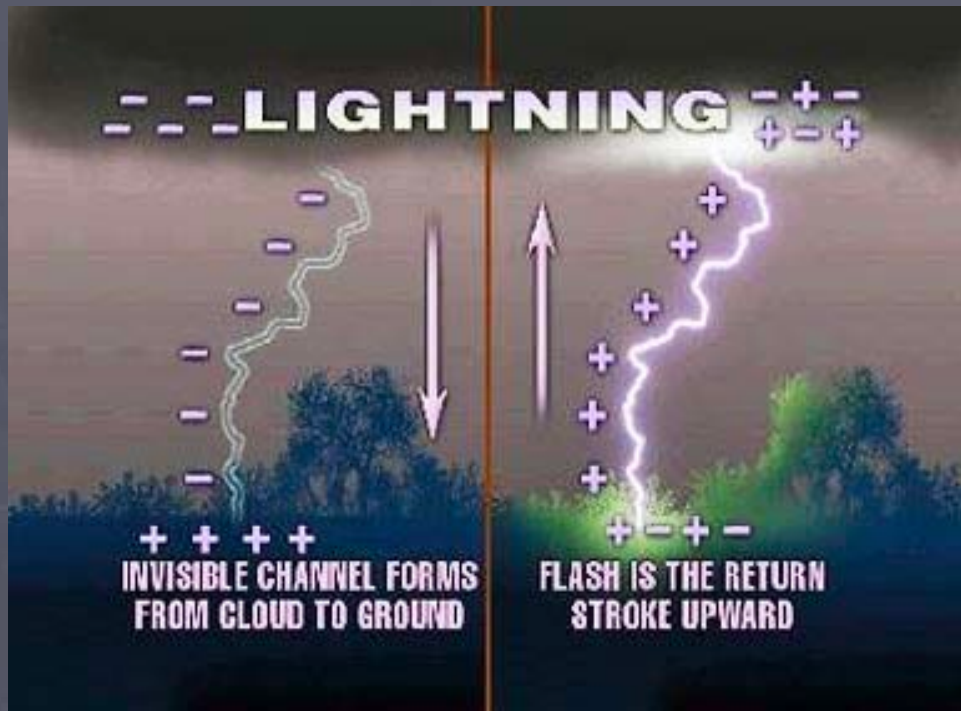 LIGHTNING
INVISIBLE CHANNEL FORMS
FROM CLOUD TO GROUND
FLASH IS THE RETURN
STROKE UPWARD